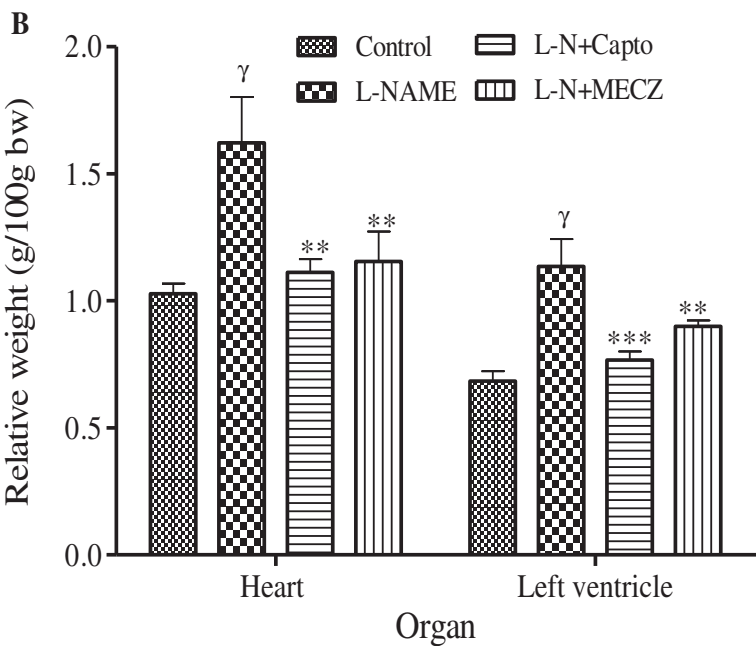 B
Relative weight (g/100g bw)
2.0
1.5
1.0
0.5
0.0
Control
L-NAME
L-N+Capto
L-N+MECZ
γ
**
**
γ
***
**
Heart
Left ventricle
Organ